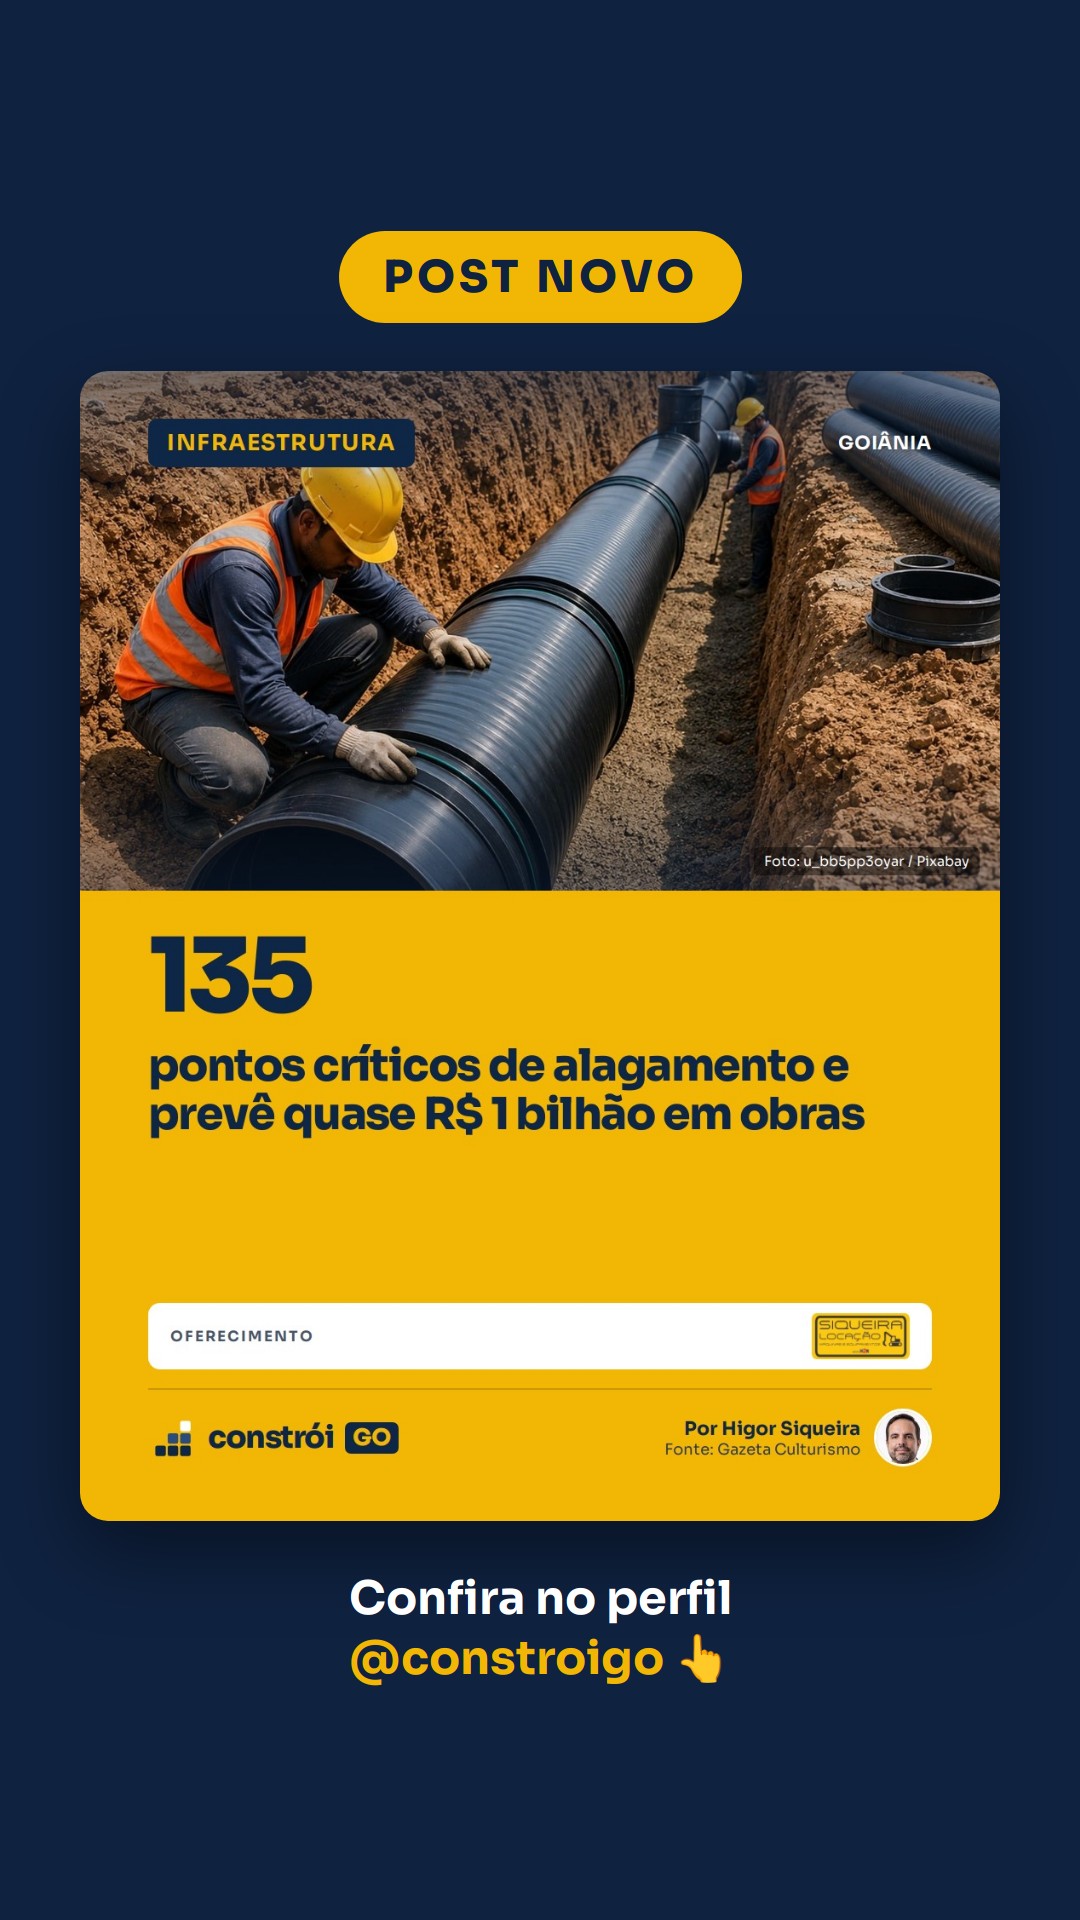 POST NOVO
INFRAESTRUTURA
GOIÂNIA
Foto: u_bb5pp3oyar / Pixabay
135
pontos críticos de alagamento e
prevê quase R$ 1 bilhão em obras
OFERECIMENTO
SIQUEIRA
LOCAÇÃO
constrói GO
Por Higor Siqueira
Fonte: Gazeta Culturismo
Confira no perfil
@constroigo 👆